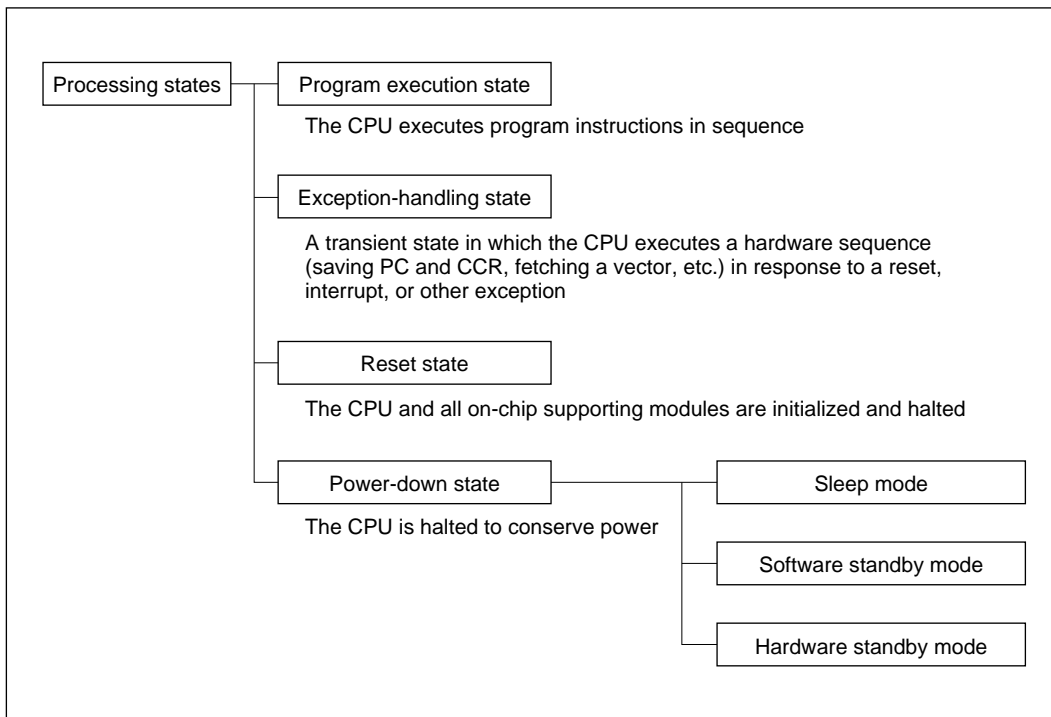 Processing states
Program execution state
The CPU executes program instructions in sequence
Exception-handling state
A transient state in which the CPU executes a hardware sequence
(saving PC and CCR, fetching a vector, etc.) in response to a reset,
interrupt, or other exception
Reset state
The CPU and all on-chip supporting modules are initialized and halted
Power-down state
The CPU is halted to conserve power
Sleep mode
Software standby mode
Hardware standby mode